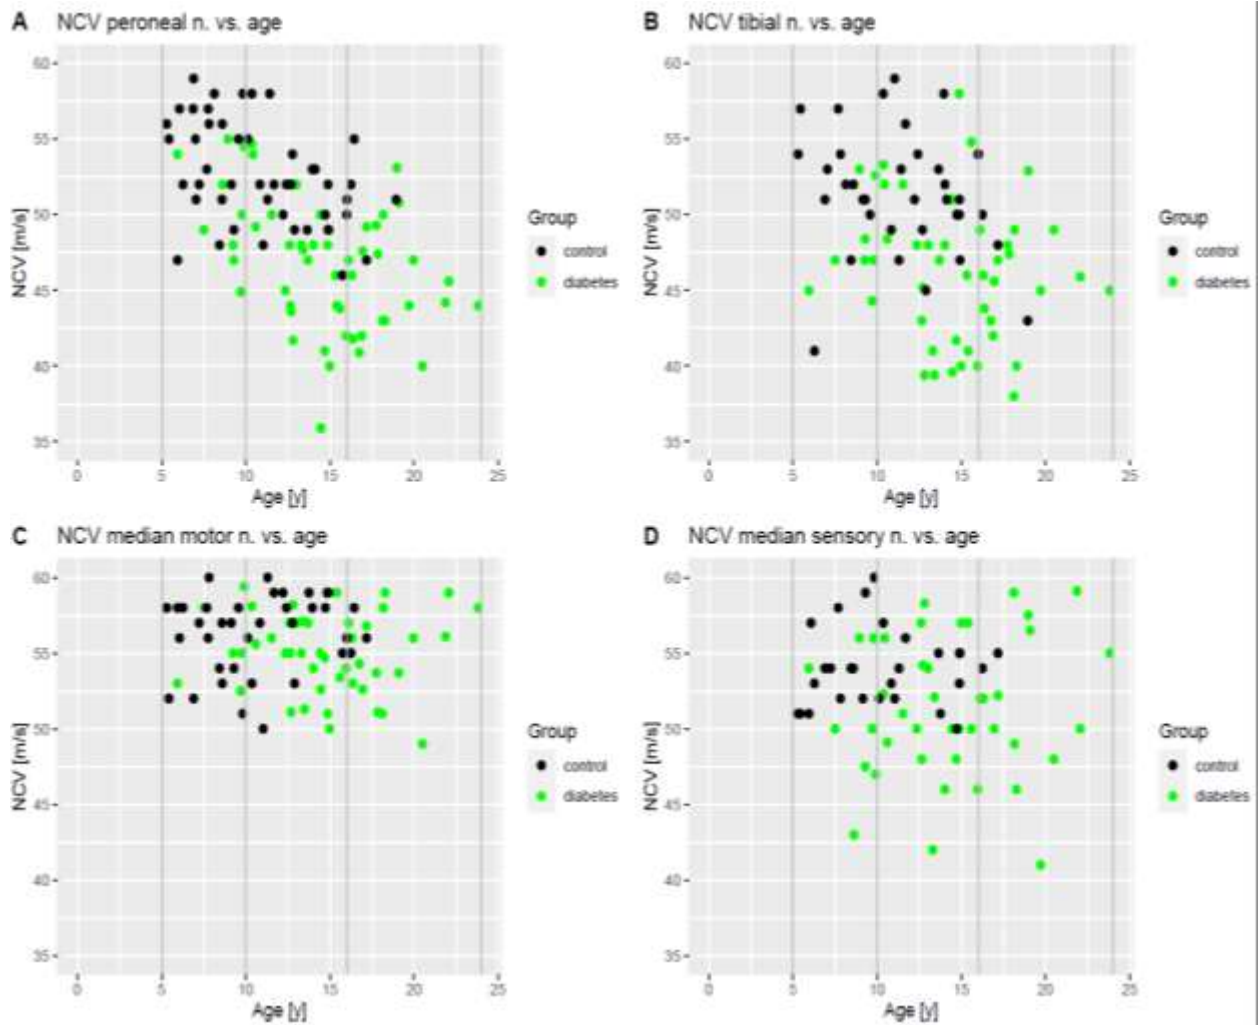 A NCV peroneal n. vs. age
60
55
50
45
40
35
NCV [m/s]
0 5 10 15 20 25
Age [y]
Group
control
diabetes
B NCV tibial n. vs. age
60
55
50
45
40
35
NCV [m/s]
0 5 10 15 20 25
Age [y]
Group
control
diabetes
C NCV median motor n. vs. age
60
55
50
45
40
35
NCV [m/s]
0 5 10 15 20 25
Age [y]
Group
control
diabetes
D NCV median sensory n. vs. age
60
55
50
45
40
35
NCV [m/s]
0 5 10 15 20 25
Age [y]
Group
control
diabetes